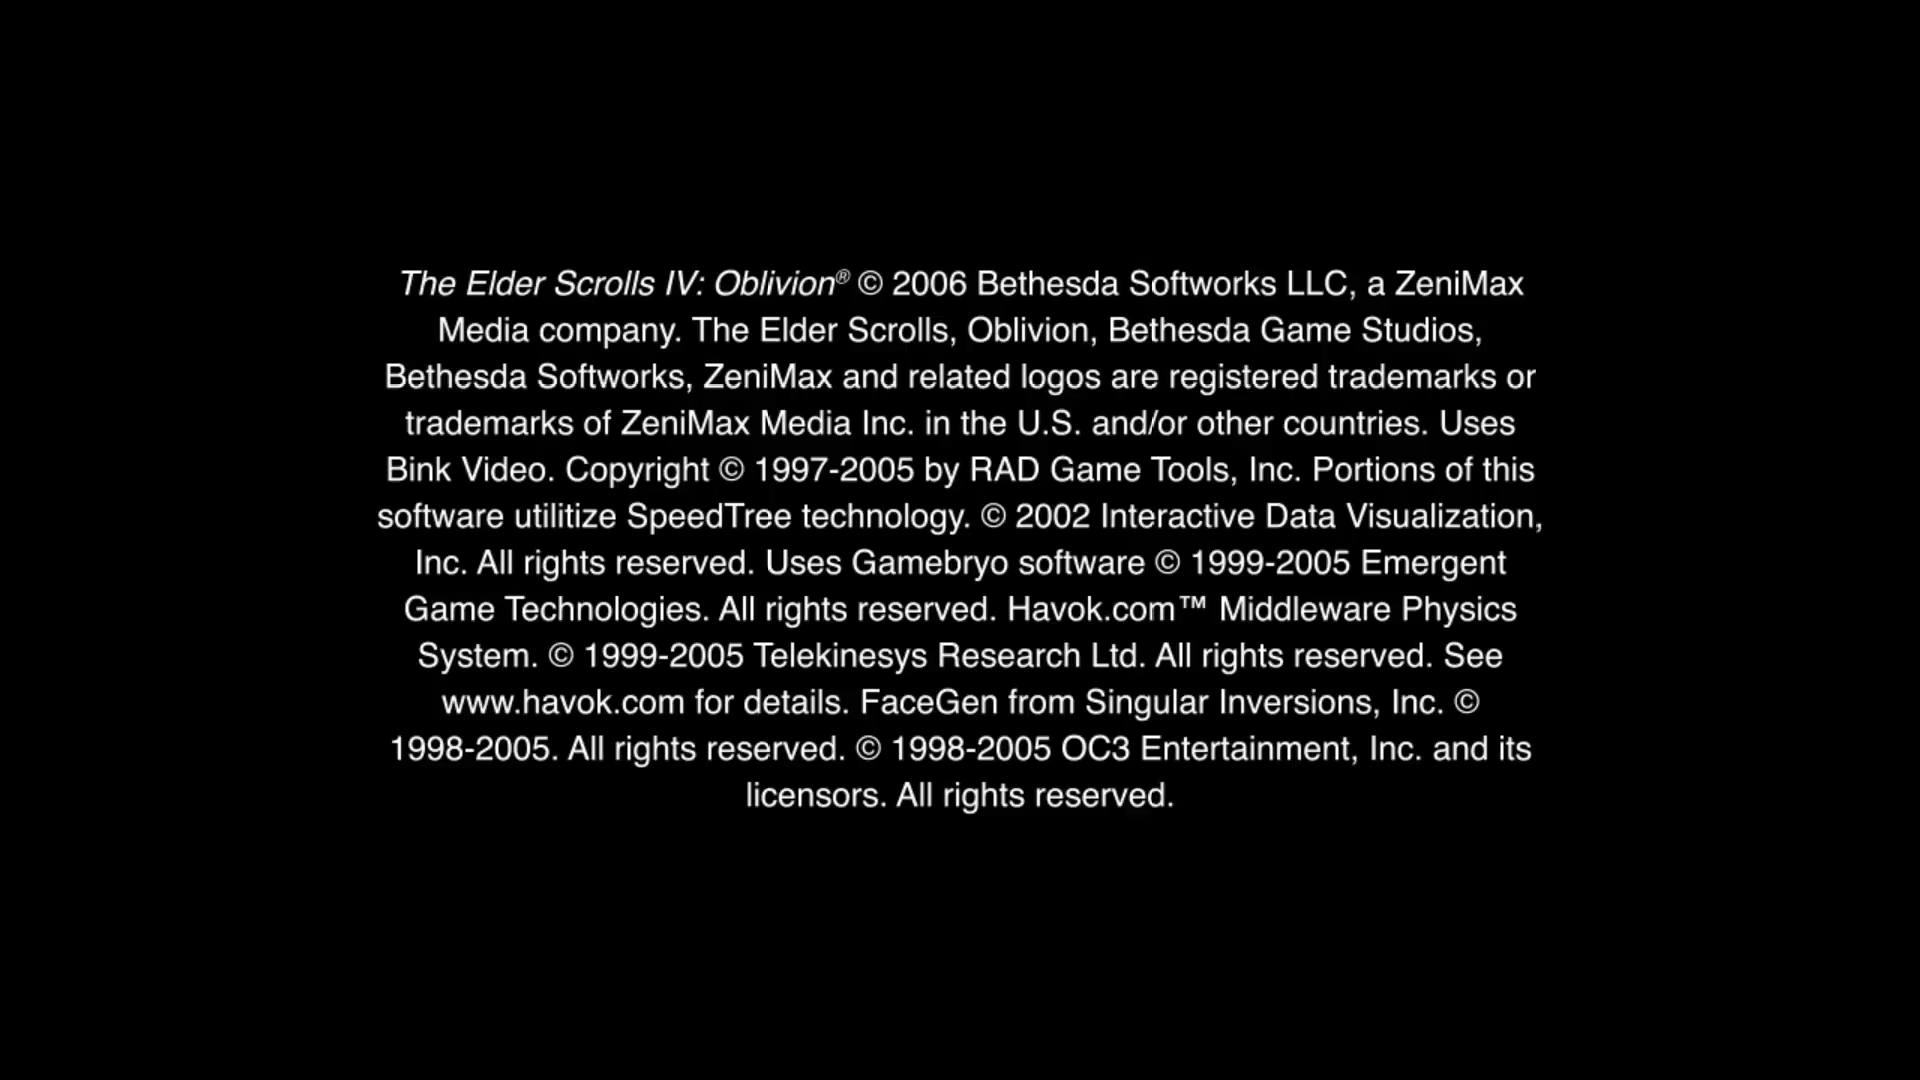 The Elder Scrolls IV: Oblivion® © 2006 Bethesda Softworks LLC, a ZeniMax
Media company. The Elder Scrolls, Oblivion, Bethesda Game Studios,
Bethesda Softworks, ZeniMax and related logos are registered trademarks or
trademarks of ZeniMax Media Inc. in the U.S. and/or other countries. Uses
Bink Video. Copyright © 1997-2005 by RAD Game Tools, Inc. Portions of this
software utilitize SpeedTree technology. © 2002 Interactive Data Visualization,
Inc. All rights reserved. Uses Gamebryo software © 1999-2005 Emergent
Game Technologies. All rights reserved. Havok.com™ Middleware Physics
System. © 1999-2005 Telekinesys Research Ltd. All rights reserved. See
www.havok.com for details. FaceGen from Singular Inversions, Inc. ©
1998-2005. All rights reserved. © 1998-2005 OC3 Entertainment, Inc. and its
licensors. All rights reserved.